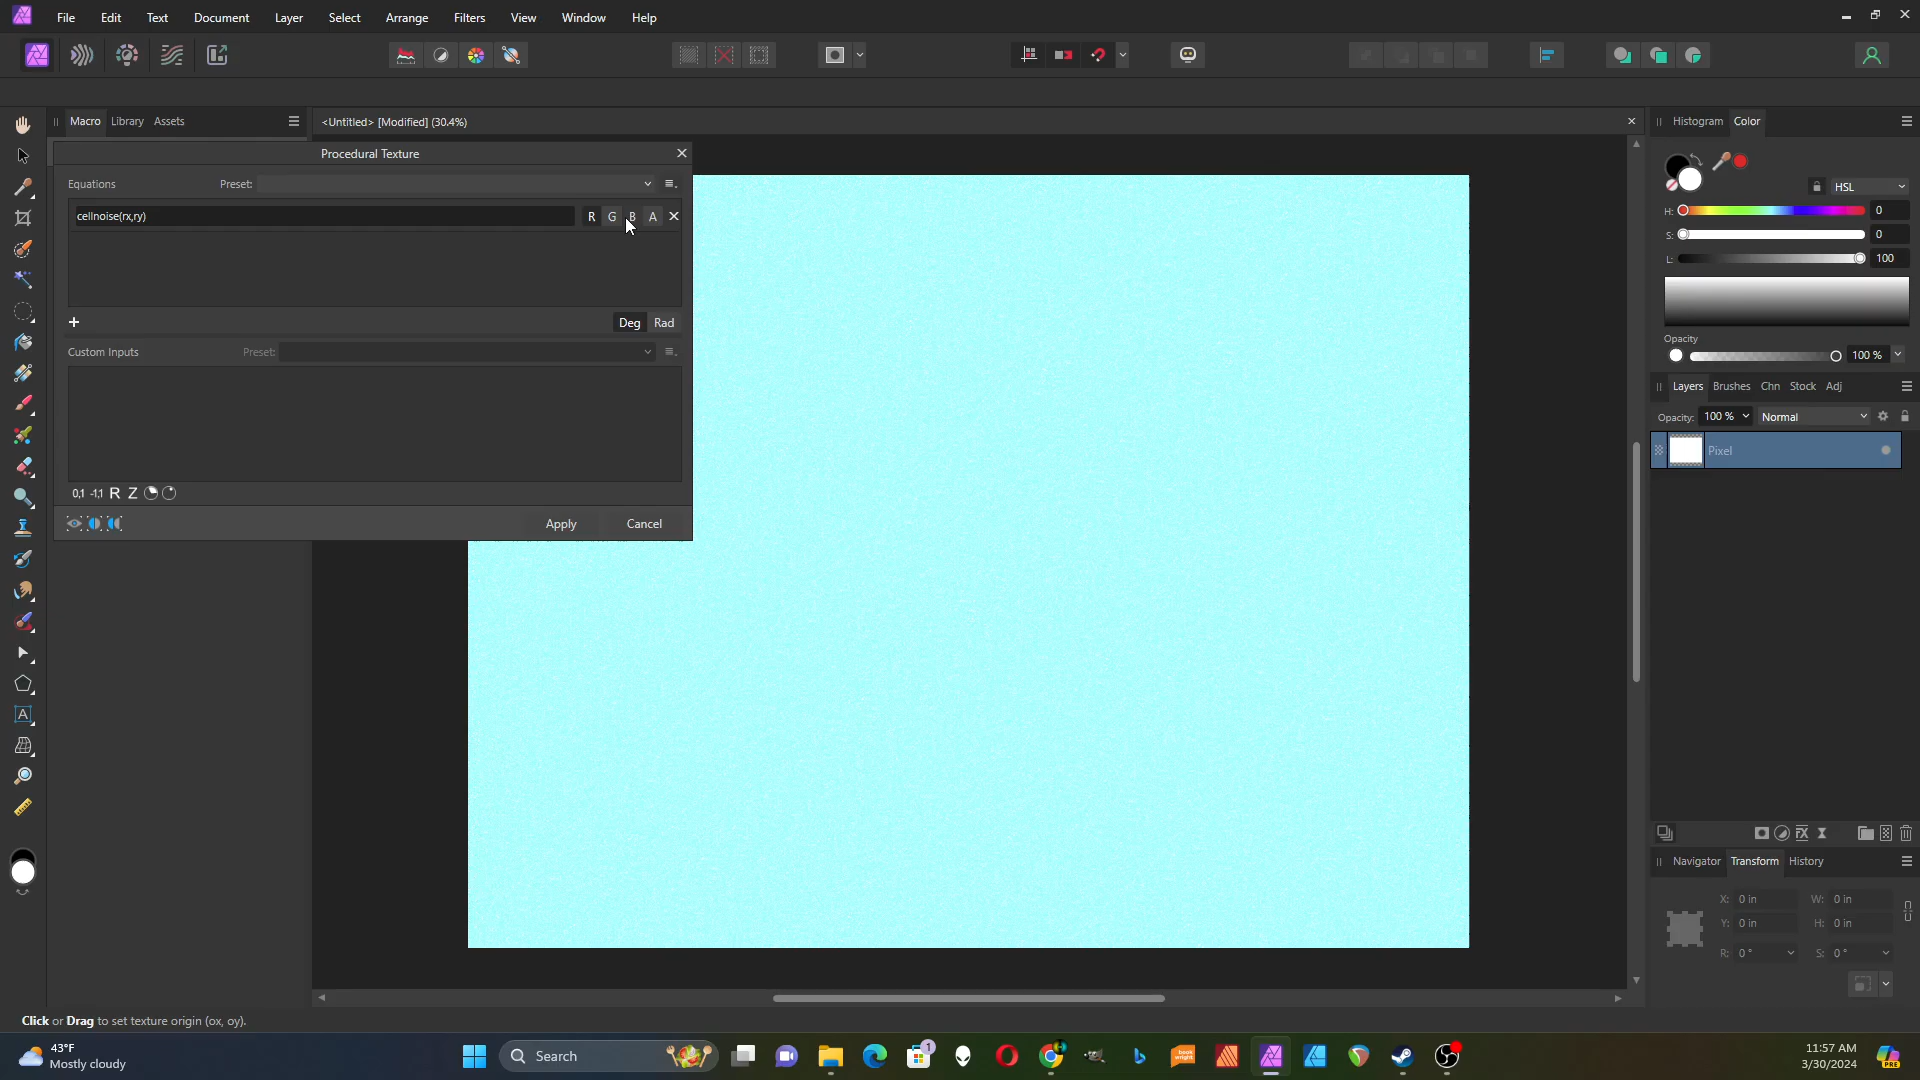 File Edit Text Document Layer Select Arrange Filters View Window Help
Macro Library Assets
<Untitled> [Modified] (30.4%)
Histogram Color
Procedural Texture
Equations Preset:
cellnoise(rx,ry) R G B A
Deg Rad
Custom Inputs Preset:
0,1 -1,1 R Z
Apply Cancel
HSL
H: 0
S: 0
L: 100
Opacity
100 %
Layers Brushes Chn Stock Adj
Opacity: 100 % Normal
Pixel
Navigator Transform History
X: 0 in W: 0 in
Y: 0 in H: 0 in
R: 0 ° S: 0 °
Click or Drag to set texture origin (ox, oy).
43°F
Mostly cloudy
Search
1
book
wright
11:57 AM
3/30/2024
PRE